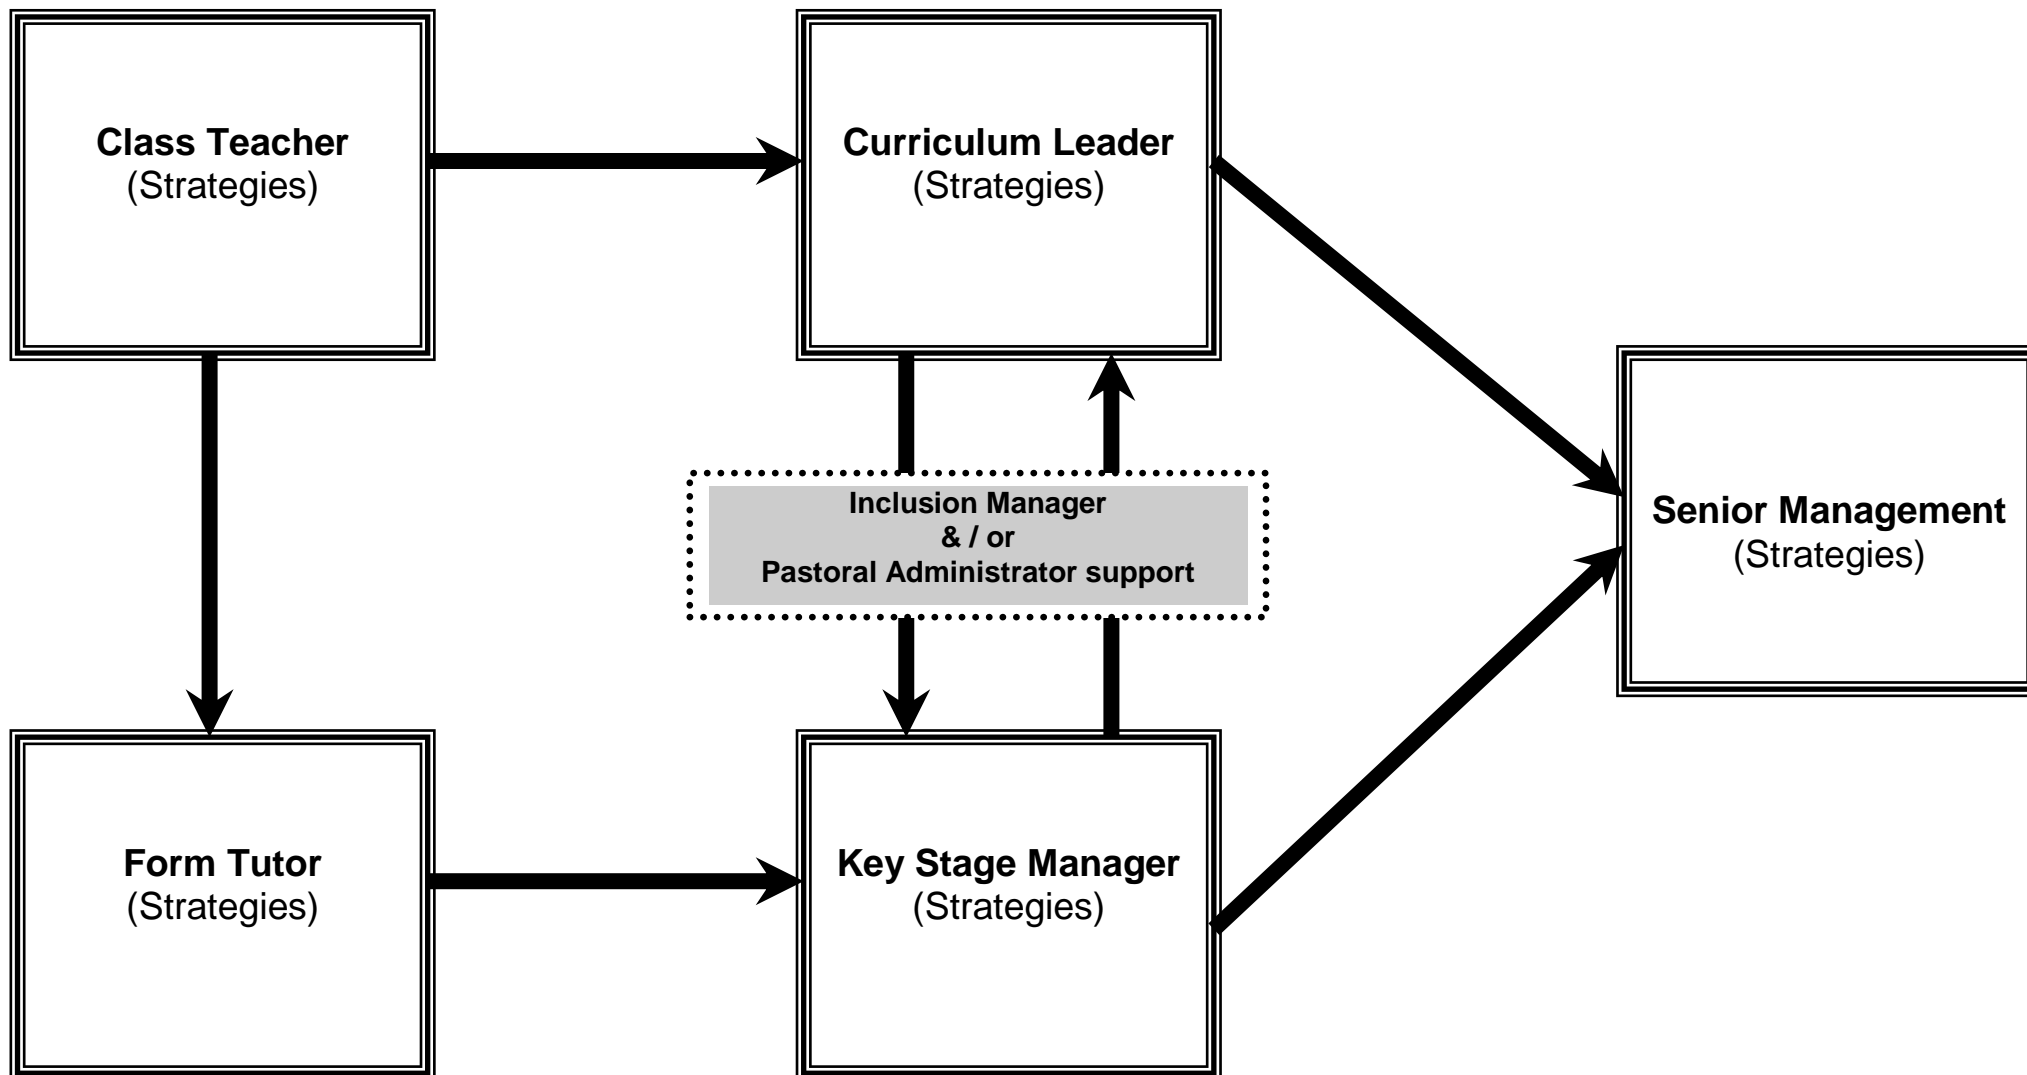 Class Teacher
(Strategies)
Curriculum Leader
(Strategies)
Inclusion Manager
& / or
Pastoral Administrator support
Senior Management
(Strategies)
Form Tutor
(Strategies)
Key Stage Manager
(Strategies)